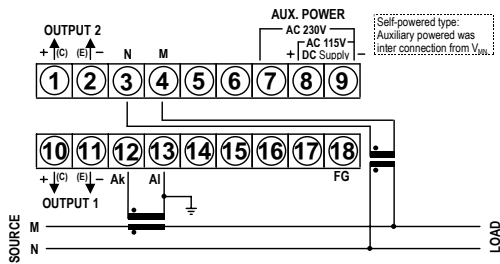 AUX. POWER
AC 230V
AC 115V
+ DC Supply −
Self-powered type:
Auxiliary powered was
inter connection from VMN.
OUTPUT 2
+ (C) (E) − N M
1 2 3 4 5 6 7 8 9
10 11 12 13 14 15 16 17 18
+ (C) (E) − Ak Al FG
OUTPUT 1
SOURCE
M
N
LOAD